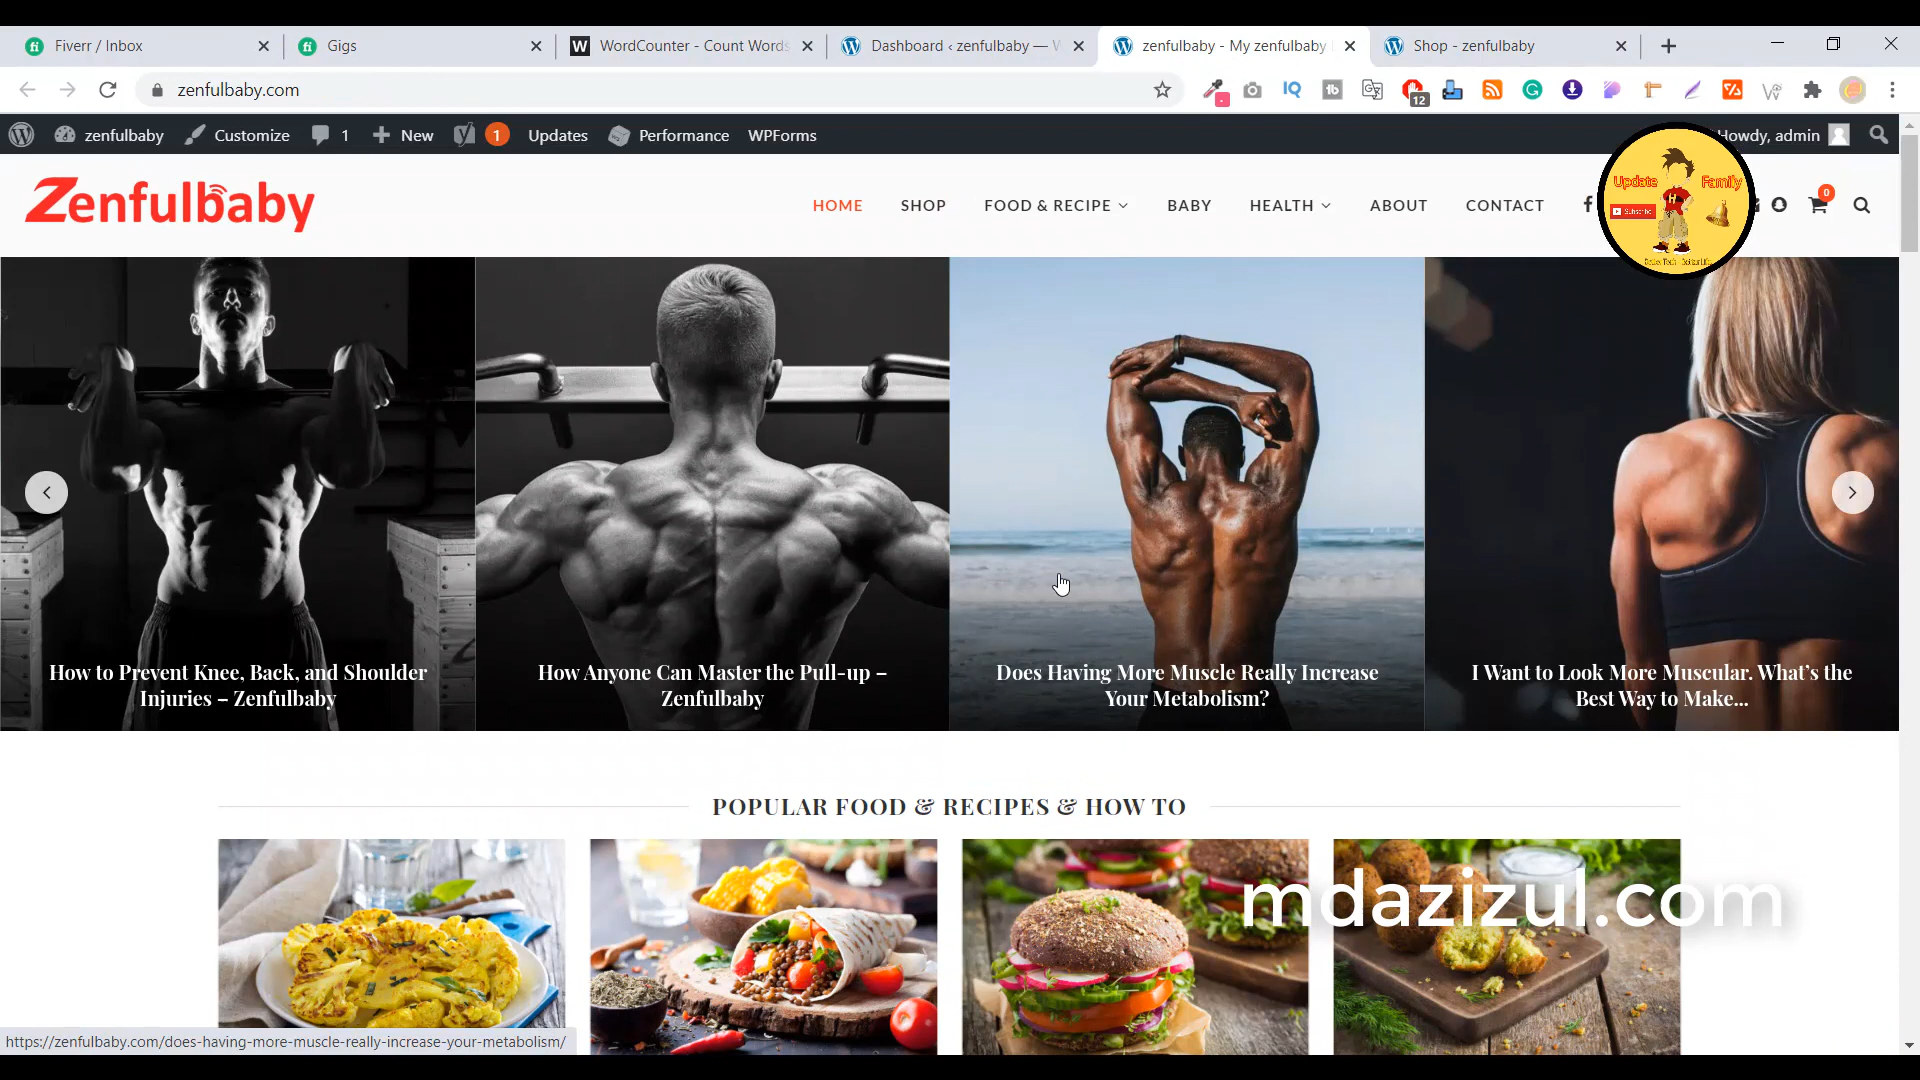 Fiverr / Inbox
Gigs
WordCounter - Count Words
Dashboard ‹ zenfulbaby — W
zenfulbaby - My zenfulbaby
Shop - zenfulbaby
zenfulbaby.com
12
zenfulbaby
Customize
1
New
1
Updates
Performance
WPForms
Howdy, admin
Zenfulbaby
HOME
SHOP
FOOD & RECIPE
BABY
HEALTH
ABOUT
CONTACT
0
Update
Family
Subscribe
How to Prevent Knee, Back, and Shoulder
Injuries – Zenfulbaby
How Anyone Can Master the Pull-up –
Zenfulbaby
Does Having More Muscle Really Increase
Your Metabolism?
I Want to Look More Muscular. What's the
Best Way to Make...
POPULAR FOOD & RECIPES & HOW TO
mdazizul.com
https://zenfulbaby.com/does-having-more-muscle-really-increase-your-metabolism/